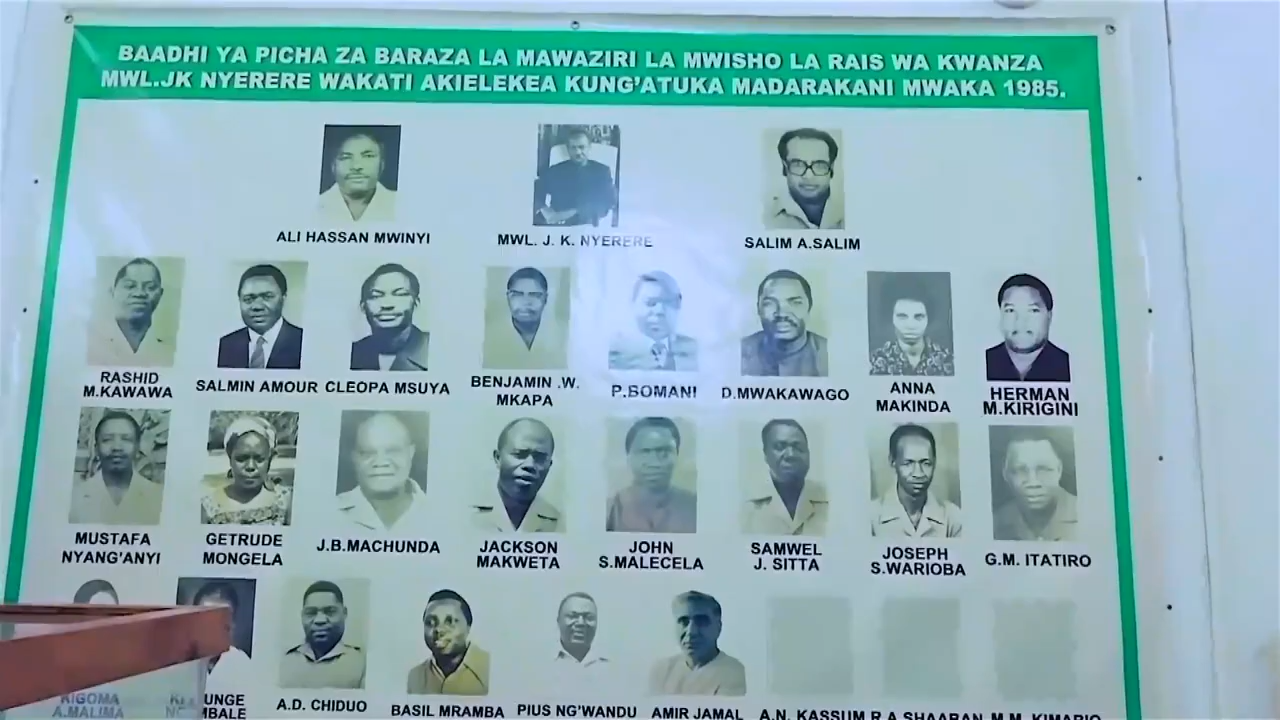 BAADHI YA PICHA ZA BARAZA LA MAWAZIRI LA MWISHO LA RAIS WA KWANZA
MWL.JK NYERERE WAKATI AKIELEKEA KUNG'ATUKA MADARAKANI MWAKA 1985.
ALI HASSAN MWINYI
MWL. J. K. NYERERE
SALIM A.SALIM
RASHID
M.KAWAWA
SALMIN AMOUR
CLEOPA MSUYA
BENJAMIN .W.
MKAPA
P.BOMANI
D.MWAKAWAGO
ANNA
MAKINDA
HERMAN
M.KIRIGINI
MUSTAFA
NYANG'ANYI
GETRUDE
MONGELA
J.B.MACHUNDA
JACKSON
MAKWETA
JOHN
S.MALECELA
SAMWEL
J. SITTA
JOSEPH
S.WARIOBA
G.M. ITATIRO
KIGOMA
A.MALIMA
A.D. CHIDUO
BASIL MRAMBA
PIUS NG'WANDU
AMIR JAMAL
A.N. KASSUM
R.A SHAABAN
M.M. KIMARIO